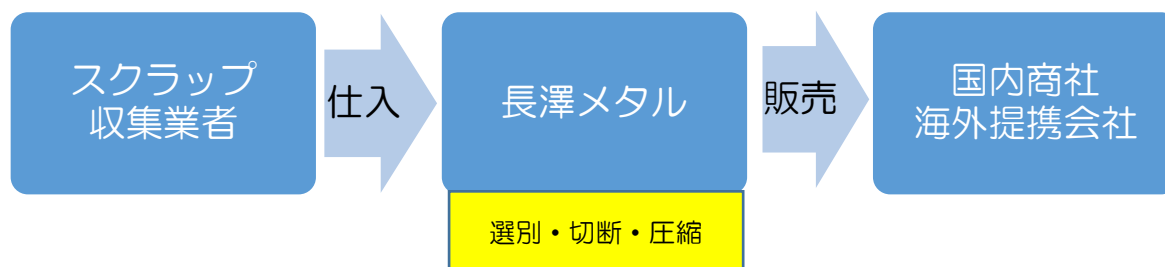 スクラップ
収集業者
仕入
長澤メタル
選別・切断・圧縮
販売
国内商社
海外提携会社